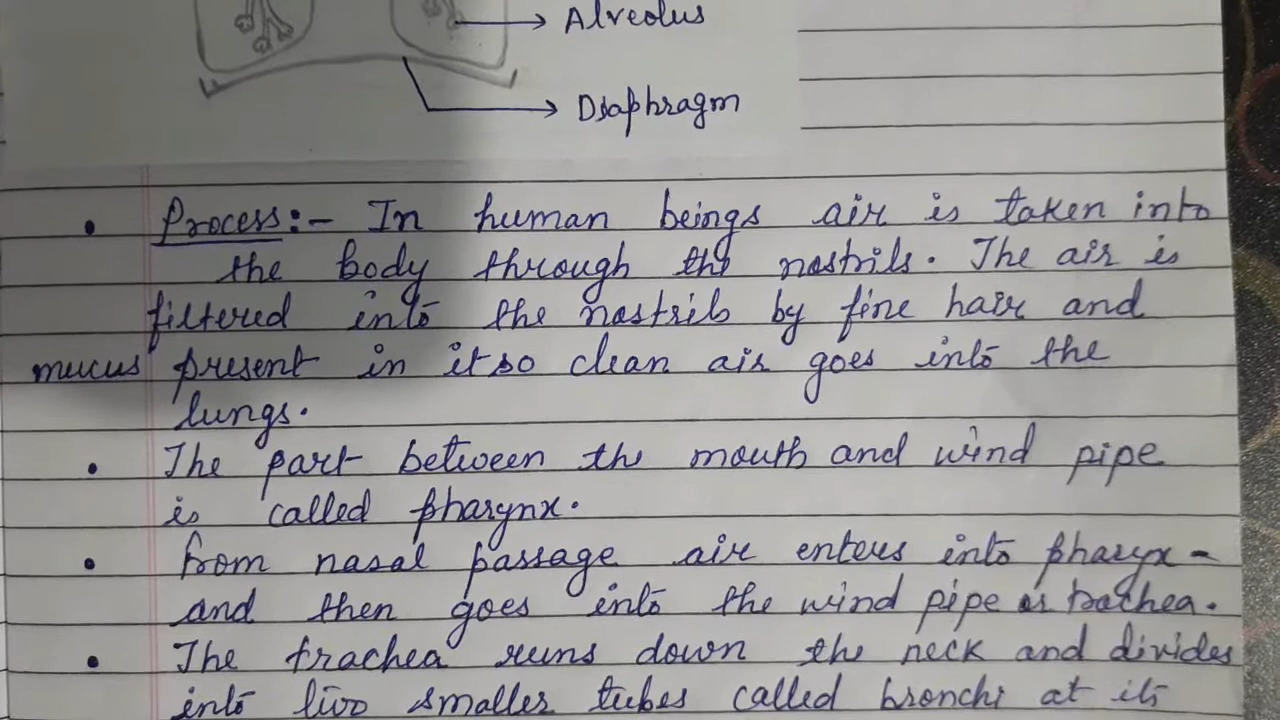 Alveolus
Diaphragm
• Process:- In human beings air is taken into
the body through the nostrils. The air is
filtered into the nostrils by fine hair and
mucus present in it so clean air goes into the
lungs.
• The part between the mouth and wind pipe
is called pharynx.
• From nasal passage air enters into pharyx -
and then goes into the wind pipe or trachea.
• The trachea runs down the neck and divides
into two smaller tubes called bronchi at its